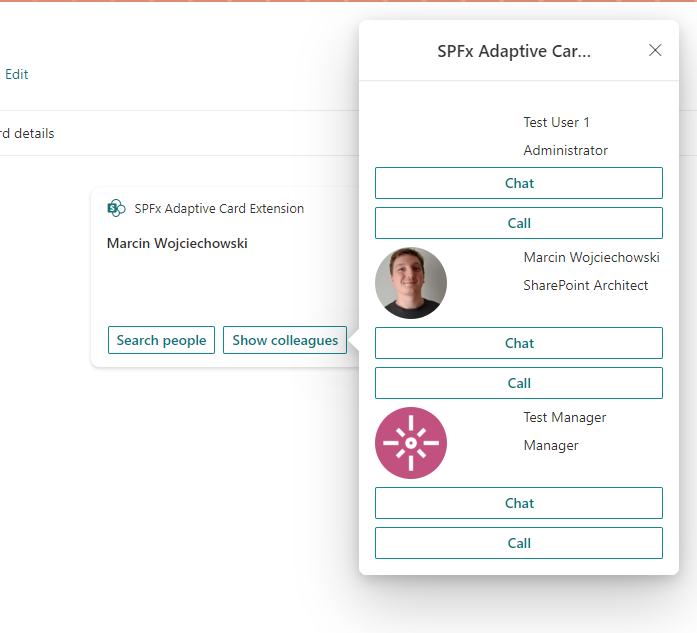 SPFx Adaptive Car...
Edit
rd details
SPFx Adaptive Card Extension
Marcin Wojciechowski
Search people
Show colleagues
Test User 1
Administrator
Chat
Call
Marcin Wojciechowski
SharePoint Architect
Chat
Call
Test Manager
Manager
Chat
Call